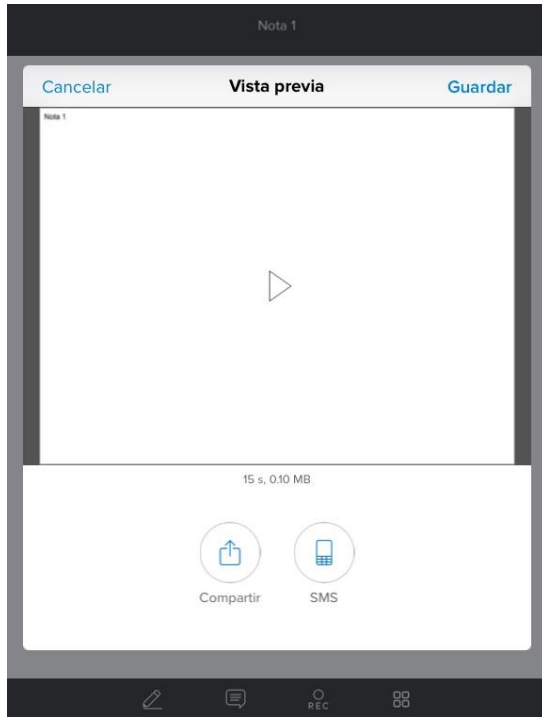 Nota 1
Cancelar Vista previa Guardar
Nota 1
15 s, 0.10 MB
Compartir SMS
REC